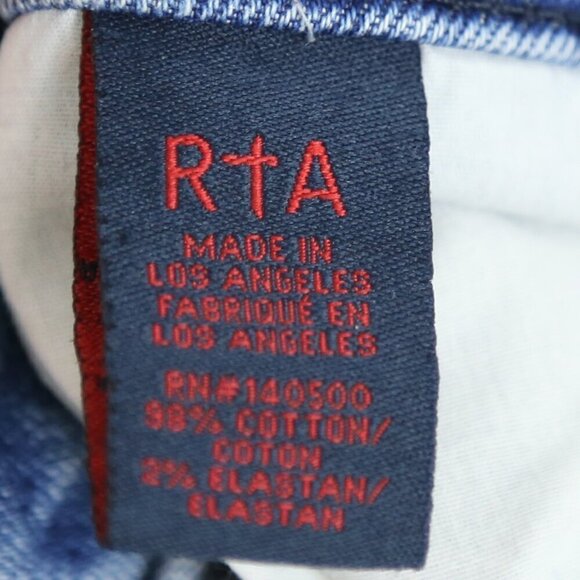 R†A
MADE IN
LOS ANGELES
FABRIQUÉ EN
LOS ANGELES
RN#140500
98% COTTON/
COTON
2% ELASTAN/
ELASTAN